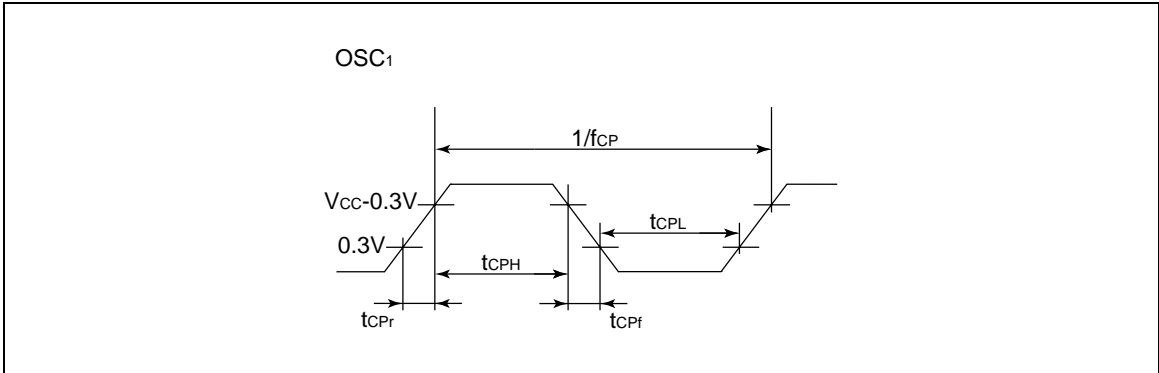 OSC1
1/fCP
VCC-0.3V
tCPL
0.3V
tCPH
tCPr
tCPf